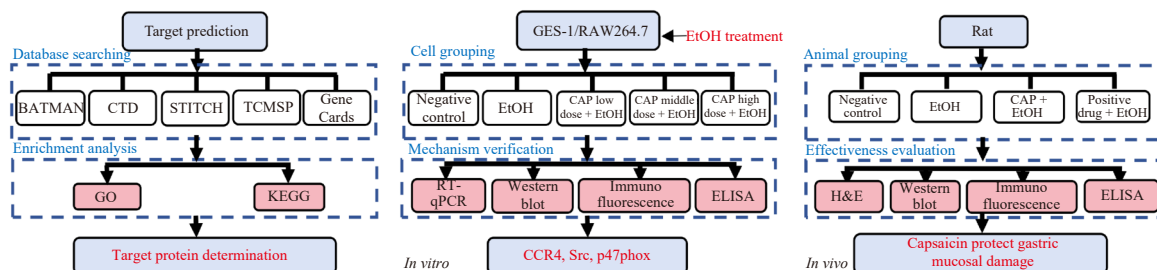 Target prediction
Database searching
BATMAN
CTD
STITCH
TCMSP
Gene
Cards
Enrichment analysis
GO
KEGG
Target protein determination
GES-1/RAW264.7
EtOH treatment
Cell grouping
Negative
control
EtOH
CAP low
dose + EtOH
CAP middle
dose + EtOH
CAP high
dose + EtOH
Mechanism verification
RT-
qPCR
Western
blot
Immuno
fluorescence
ELISA
CCR4, Src, p47phox
In vitro
Rat
Animal grouping
Negative
control
EtOH
CAP +
EtOH
Positive
drug + EtOH
Effectiveness evaluation
H&E
Western
blot
Immuno
fluorescence
ELISA
Capsaicin protect gastric
mucosal damage
In vivo